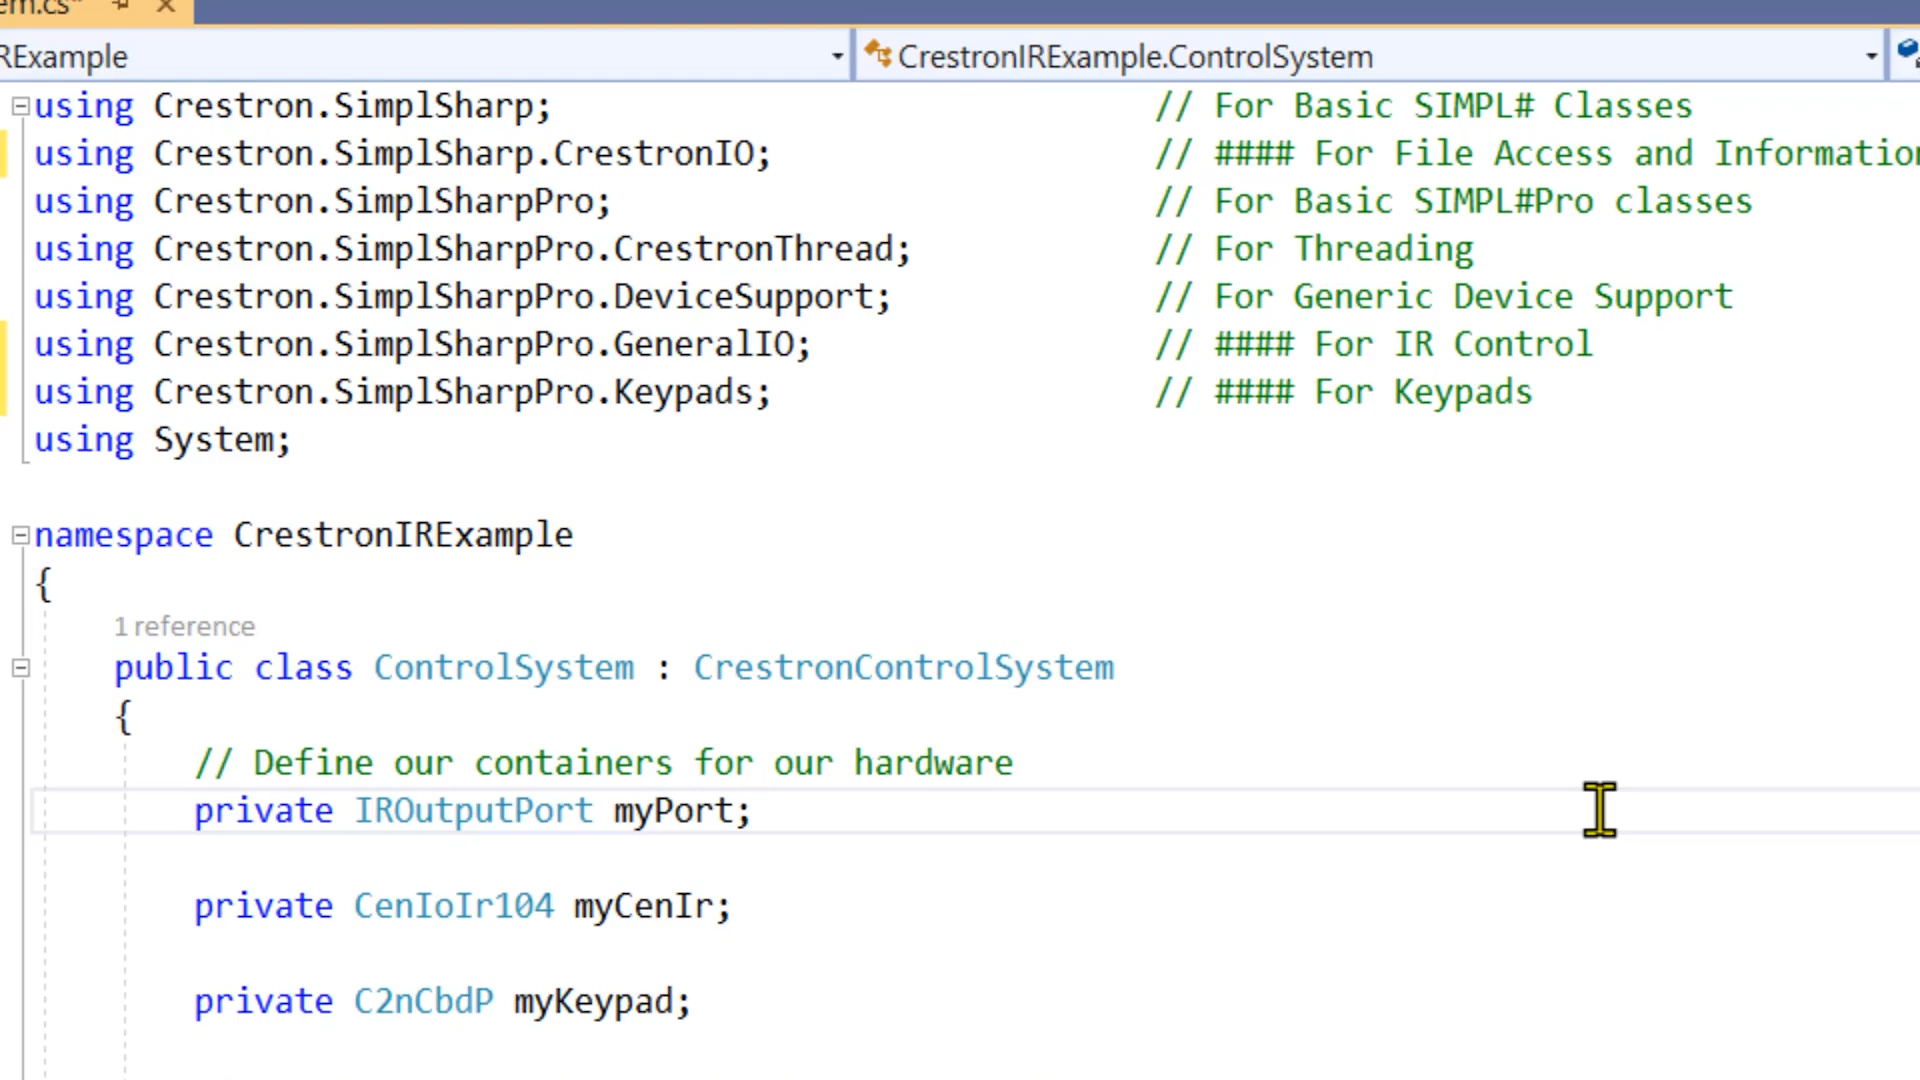 em.cs*
RExample
CrestronIRExample.ControlSystem
using Crestron.SimplSharp; // For Basic SIMPL# Classes
using Crestron.SimplSharp.CrestronIO; // #### For File Access and Information
using Crestron.SimplSharpPro; // For Basic SIMPL#Pro classes
using Crestron.SimplSharpPro.CrestronThread; // For Threading
using Crestron.SimplSharpPro.DeviceSupport; // For Generic Device Support
using Crestron.SimplSharpPro.GeneralIO; // #### For IR Control
using Crestron.SimplSharpPro.Keypads; // #### For Keypads
using System;
namespace CrestronIRExample
{
1 reference
public class ControlSystem : CrestronControlSystem
{
// Define our containers for our hardware
private IROutputPort myPort;
private CenIoIr104 myCenIr;
private C2nCbdP myKeypad;